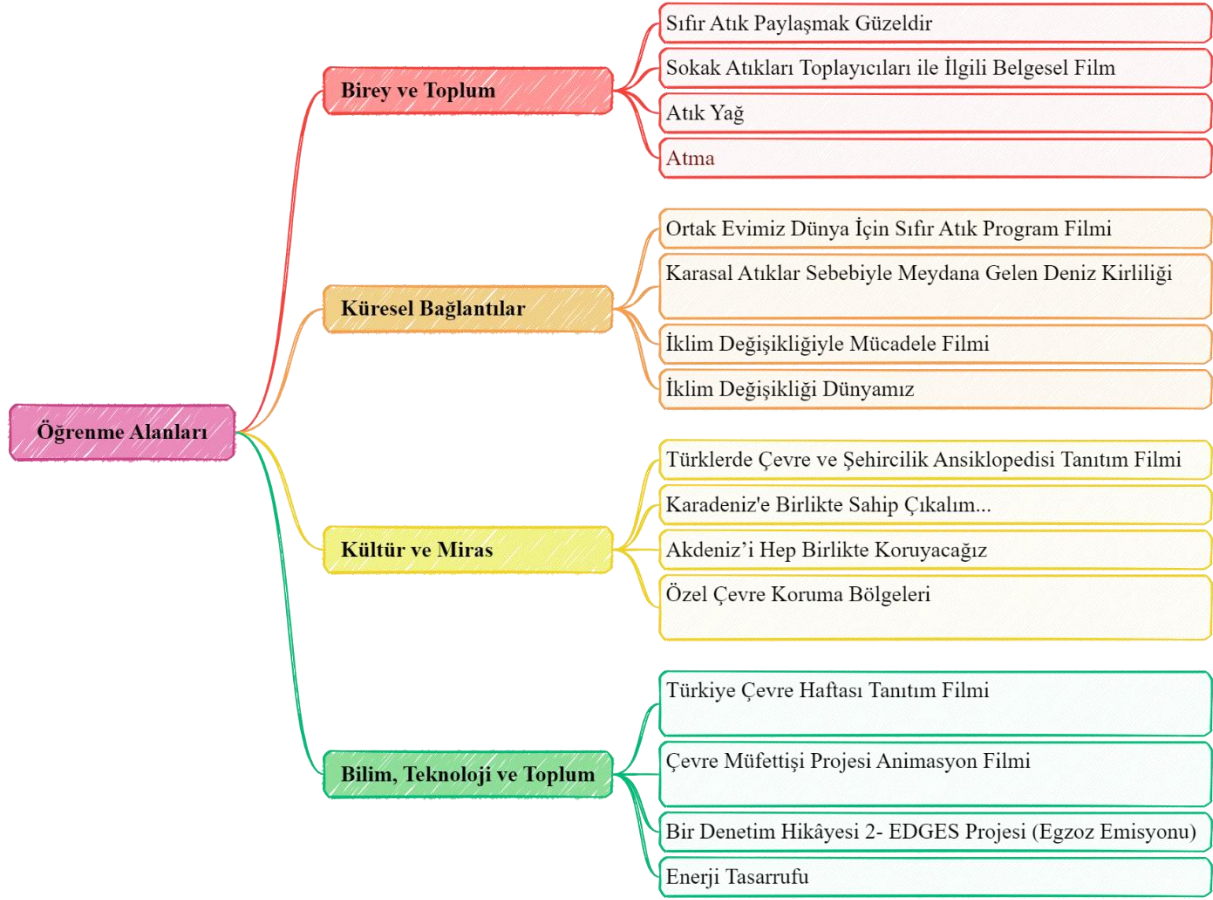 Öğrenme Alanları
Birey ve Toplum
Sıfır Atık Paylaşmak Güzeldir
Sokak Atıkları Toplayıcıları ile İlgili Belgesel Film
Atık Yağ
Atma
Küresel Bağlantılar
Ortak Evimiz Dünya İçin Sıfır Atık Program Filmi
Karasal Atıklar Sebebiyle Meydana Gelen Deniz Kirliliği
İklim Değişikliğiyle Mücadele Filmi
İklim Değişikliği Dünyamız
Kültür ve Miras
Türklerde Çevre ve Şehircilik Ansiklopedisi Tanıtım Filmi
Karadeniz'e Birlikte Sahip Çıkalım...
Akdeniz’i Hep Birlikte Koruyacağız
Özel Çevre Koruma Bölgeleri
Bilim, Teknoloji ve Toplum
Türkiye Çevre Haftası Tanıtım Filmi
Çevre Müfettişi Projesi Animasyon Filmi
Bir Denetim Hikâyesi 2- EDGES Projesi (Egzoz Emisyonu)
Enerji Tasarrufu